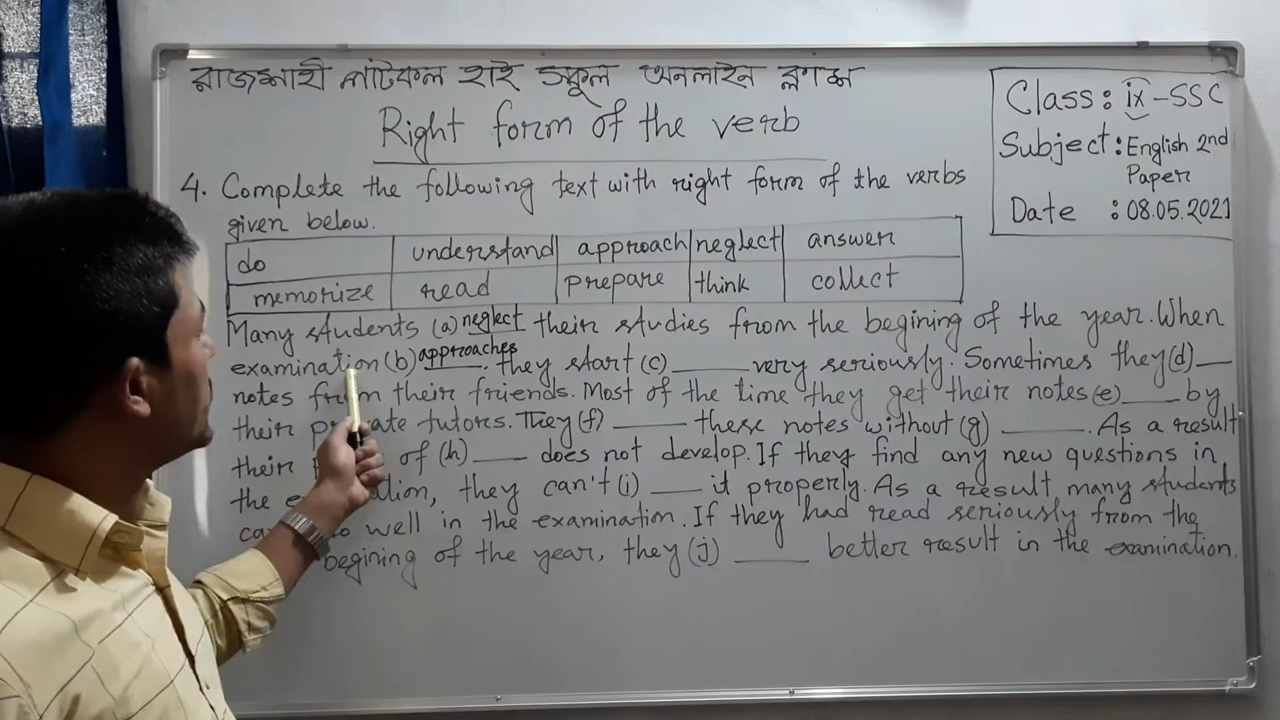 রাজশাহী লটিকল হাই স্কুল অনলাইন ক্লাস
Right form of the verb
Class: ix-SSC
Subject: English 2nd
Paper
Date : 08.05.2021
4. Complete the following text with right form of the verbs
given below.
do understand approach neglect answer
memorize read prepare think collect
Many students (a) neglect their studies from the begining of the year. When
examination (b) approaches. they start (c) ____ very seriously. Sometimes they (d) __
notes from their friends. Most of the time they get their notes (e) ___ by
their private tutors. They (f) ____ these notes without (g) ____. As a result
their of (h) ___ does not develop. If they find any new questions in
the examination, they can't (i) ___ it properly. As a result many students
well in the examination. If they had read seriously from the
begining of the year, they (j) ____ better result in the examination.